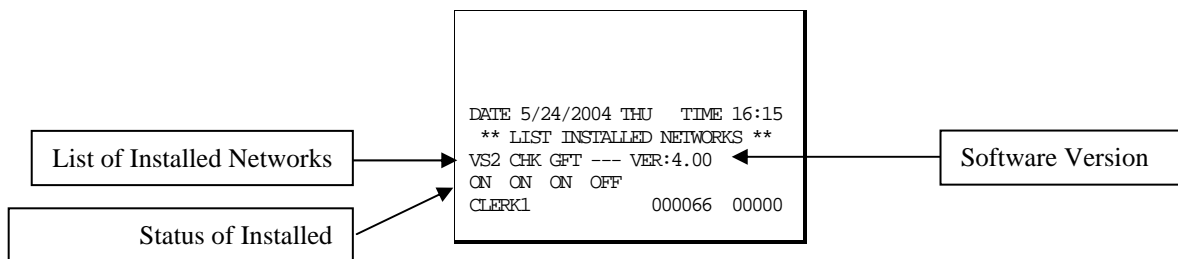 DATE 5/24/2004 THU TIME 16:15
** LIST INSTALLED NETWORKS **
List of Installed Networks
VS2 CHK GFT --- VER:4.00
Software Version
ON ON ON OFF
CLERK1 000066 00000
Status of Installed